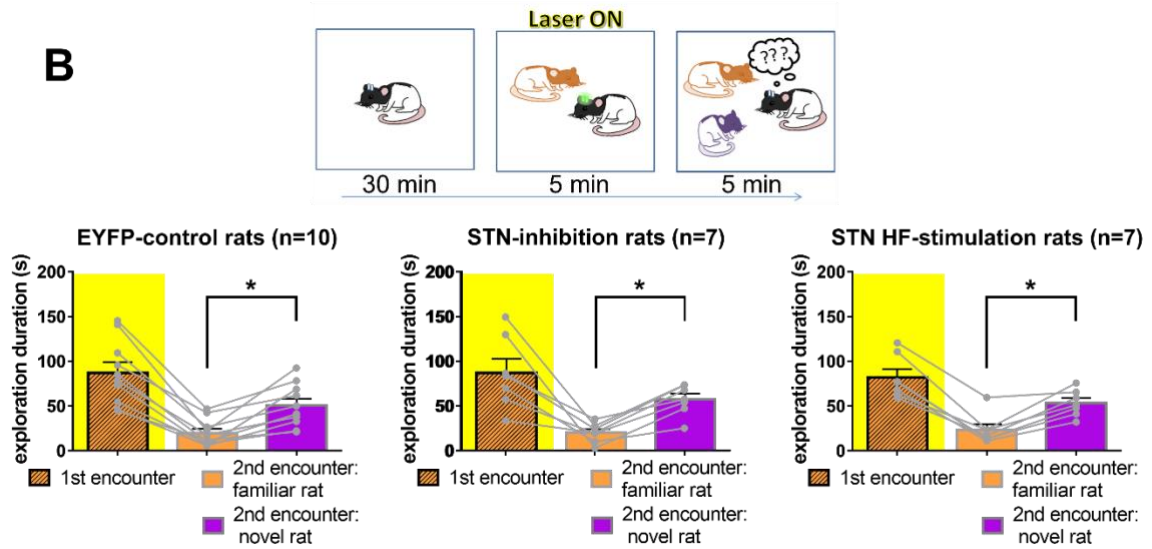 B
Laser ON
? ? ?
30 min
5 min
5 min
EYFP-control rats (n=10)
exploration duration (s)
200
150
100
50
0
*
1st encounter
2nd encounter:
familiar rat
2nd encounter:
novel rat
STN-inhibition rats (n=7)
exploration duration (s)
200
150
100
50
0
*
1st encounter
2nd encounter:
familiar rat
2nd encounter:
novel rat
STN HF-stimulation rats (n=7)
exploration duration (s)
200
150
100
50
0
*
1st encounter
2nd encounter:
familiar rat
2nd encounter:
novel rat